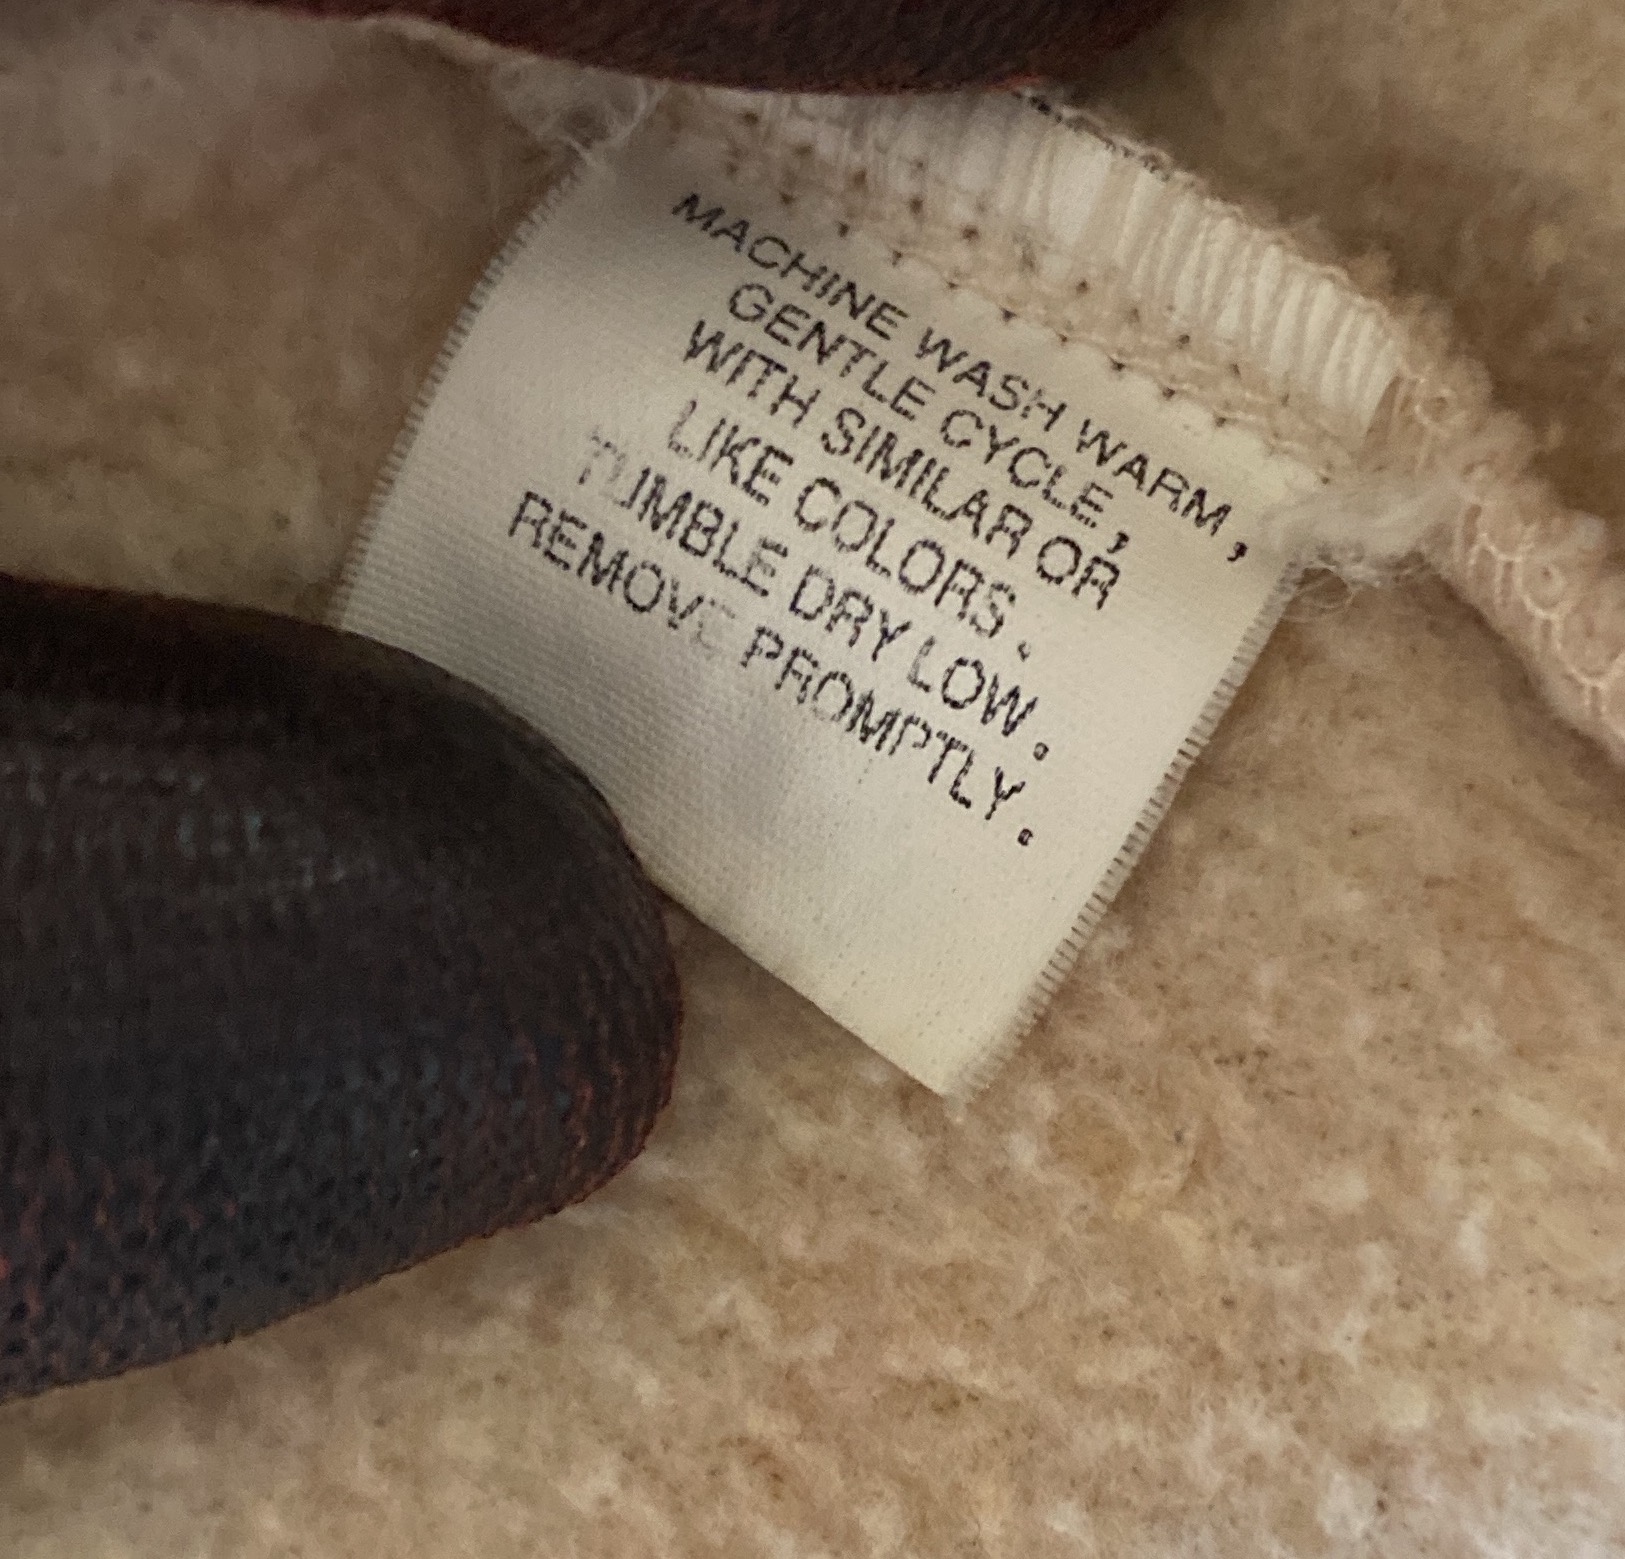 MACHINE WASH WARM,
GENTLE CYCLE,
WITH SIMILAR OR
LIKE COLORS.
TUMBLE DRY LOW.
REMOVE PROMPTLY.